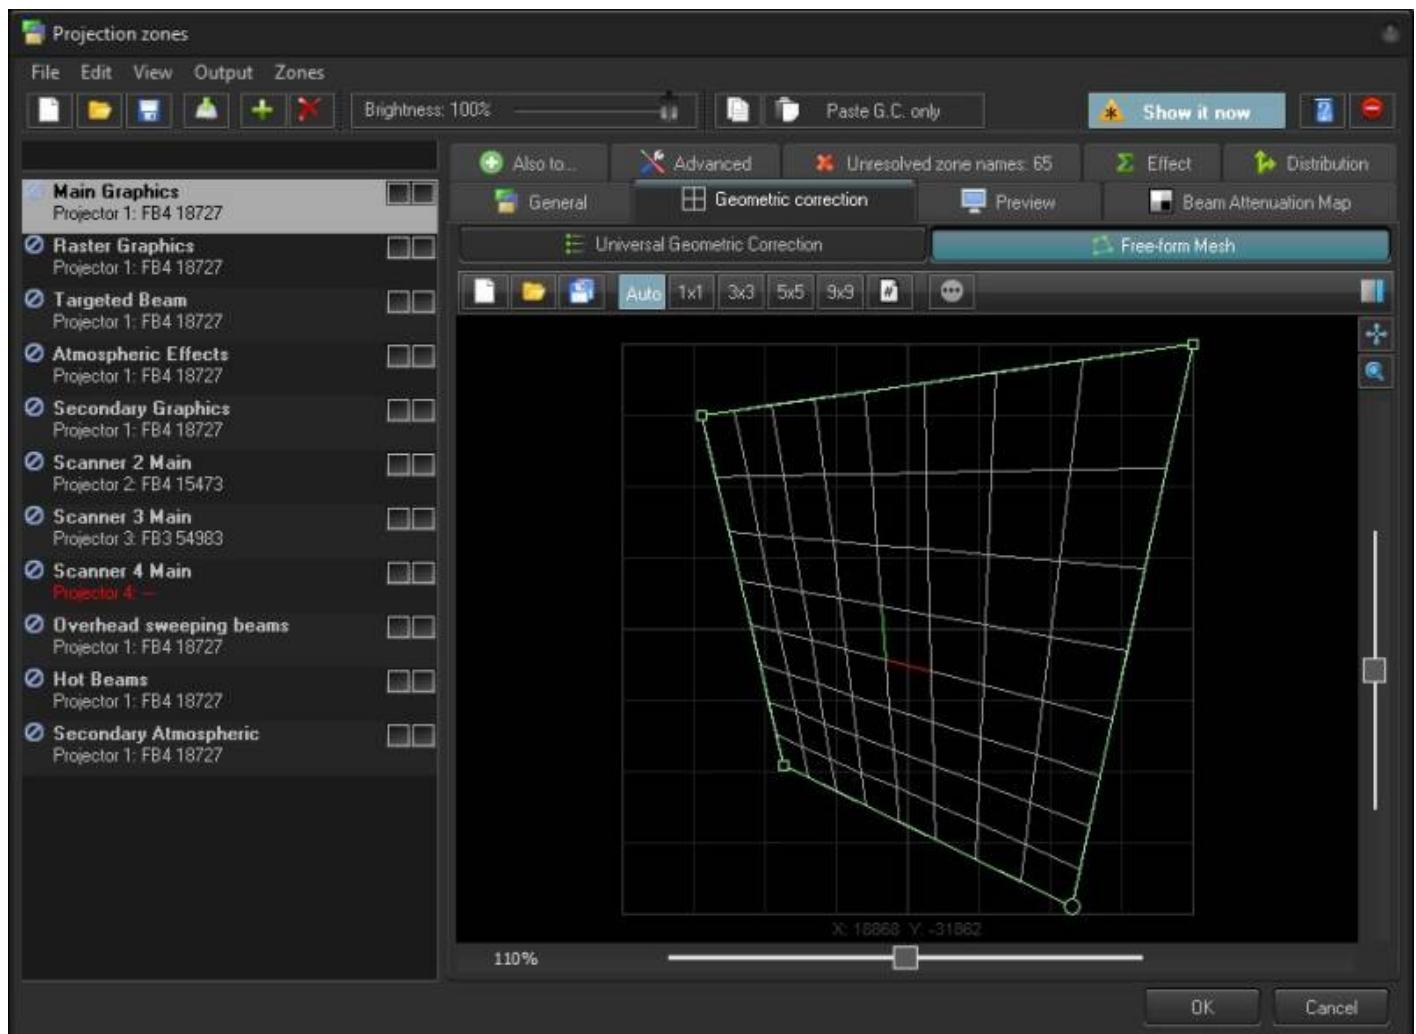 Projection zones
File Edit View Output Zones
Brightness: 100%
Paste G.C. only
Show it now
Also to...
Advanced
Unresolved zone names: 65
Effect
Distribution
General
Geometric correction
Preview
Beam Attenuation Map
Universal Geometric Correction
Free-form Mesh
Auto
1x1
3x3
5x5
9x9
#
Main Graphics
Projector 1: FB4 18727
Raster Graphics
Projector 1: FB4 18727
Targeted Beam
Projector 1: FB4 18727
Atmospheric Effects
Projector 1: FB4 18727
Secondary Graphics
Projector 1: FB4 18727
Scanner 2 Main
Projector 2: FB4 15473
Scanner 3 Main
Projector 3: FB3 54983
Scanner 4 Main
Projector 4: ---
Overhead sweeping beams
Projector 1: FB4 18727
Hot Beams
Projector 1: FB4 18727
Secondary Atmospheric
Projector 1: FB4 18727
X: 18868 Y: -31862
110%
OK
Cancel